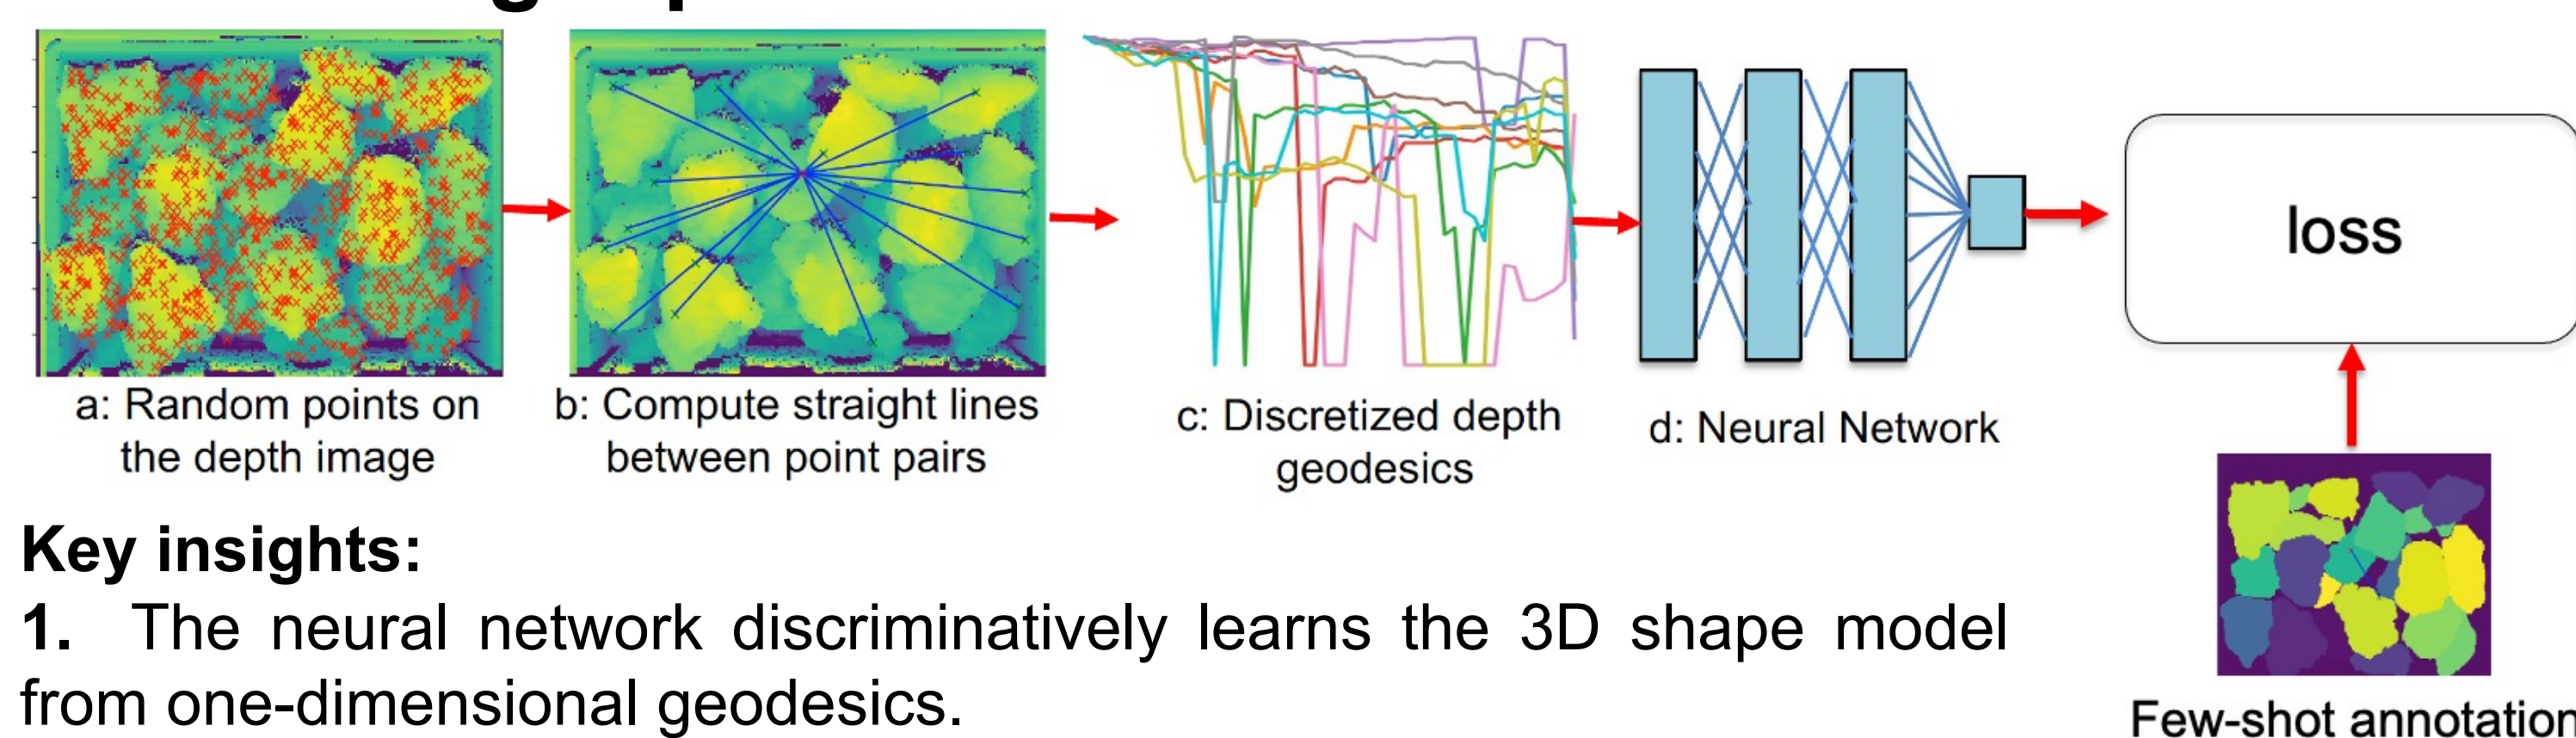 a: Random points on
the depth image
b: Compute straight lines
between point pairs
c: Discretized depth
geodesics
d: Neural Network
loss
Few-shot annotation
Key insights:
1. The neural network discriminatively learns the 3D shape model
from one-dimensional geodesics.